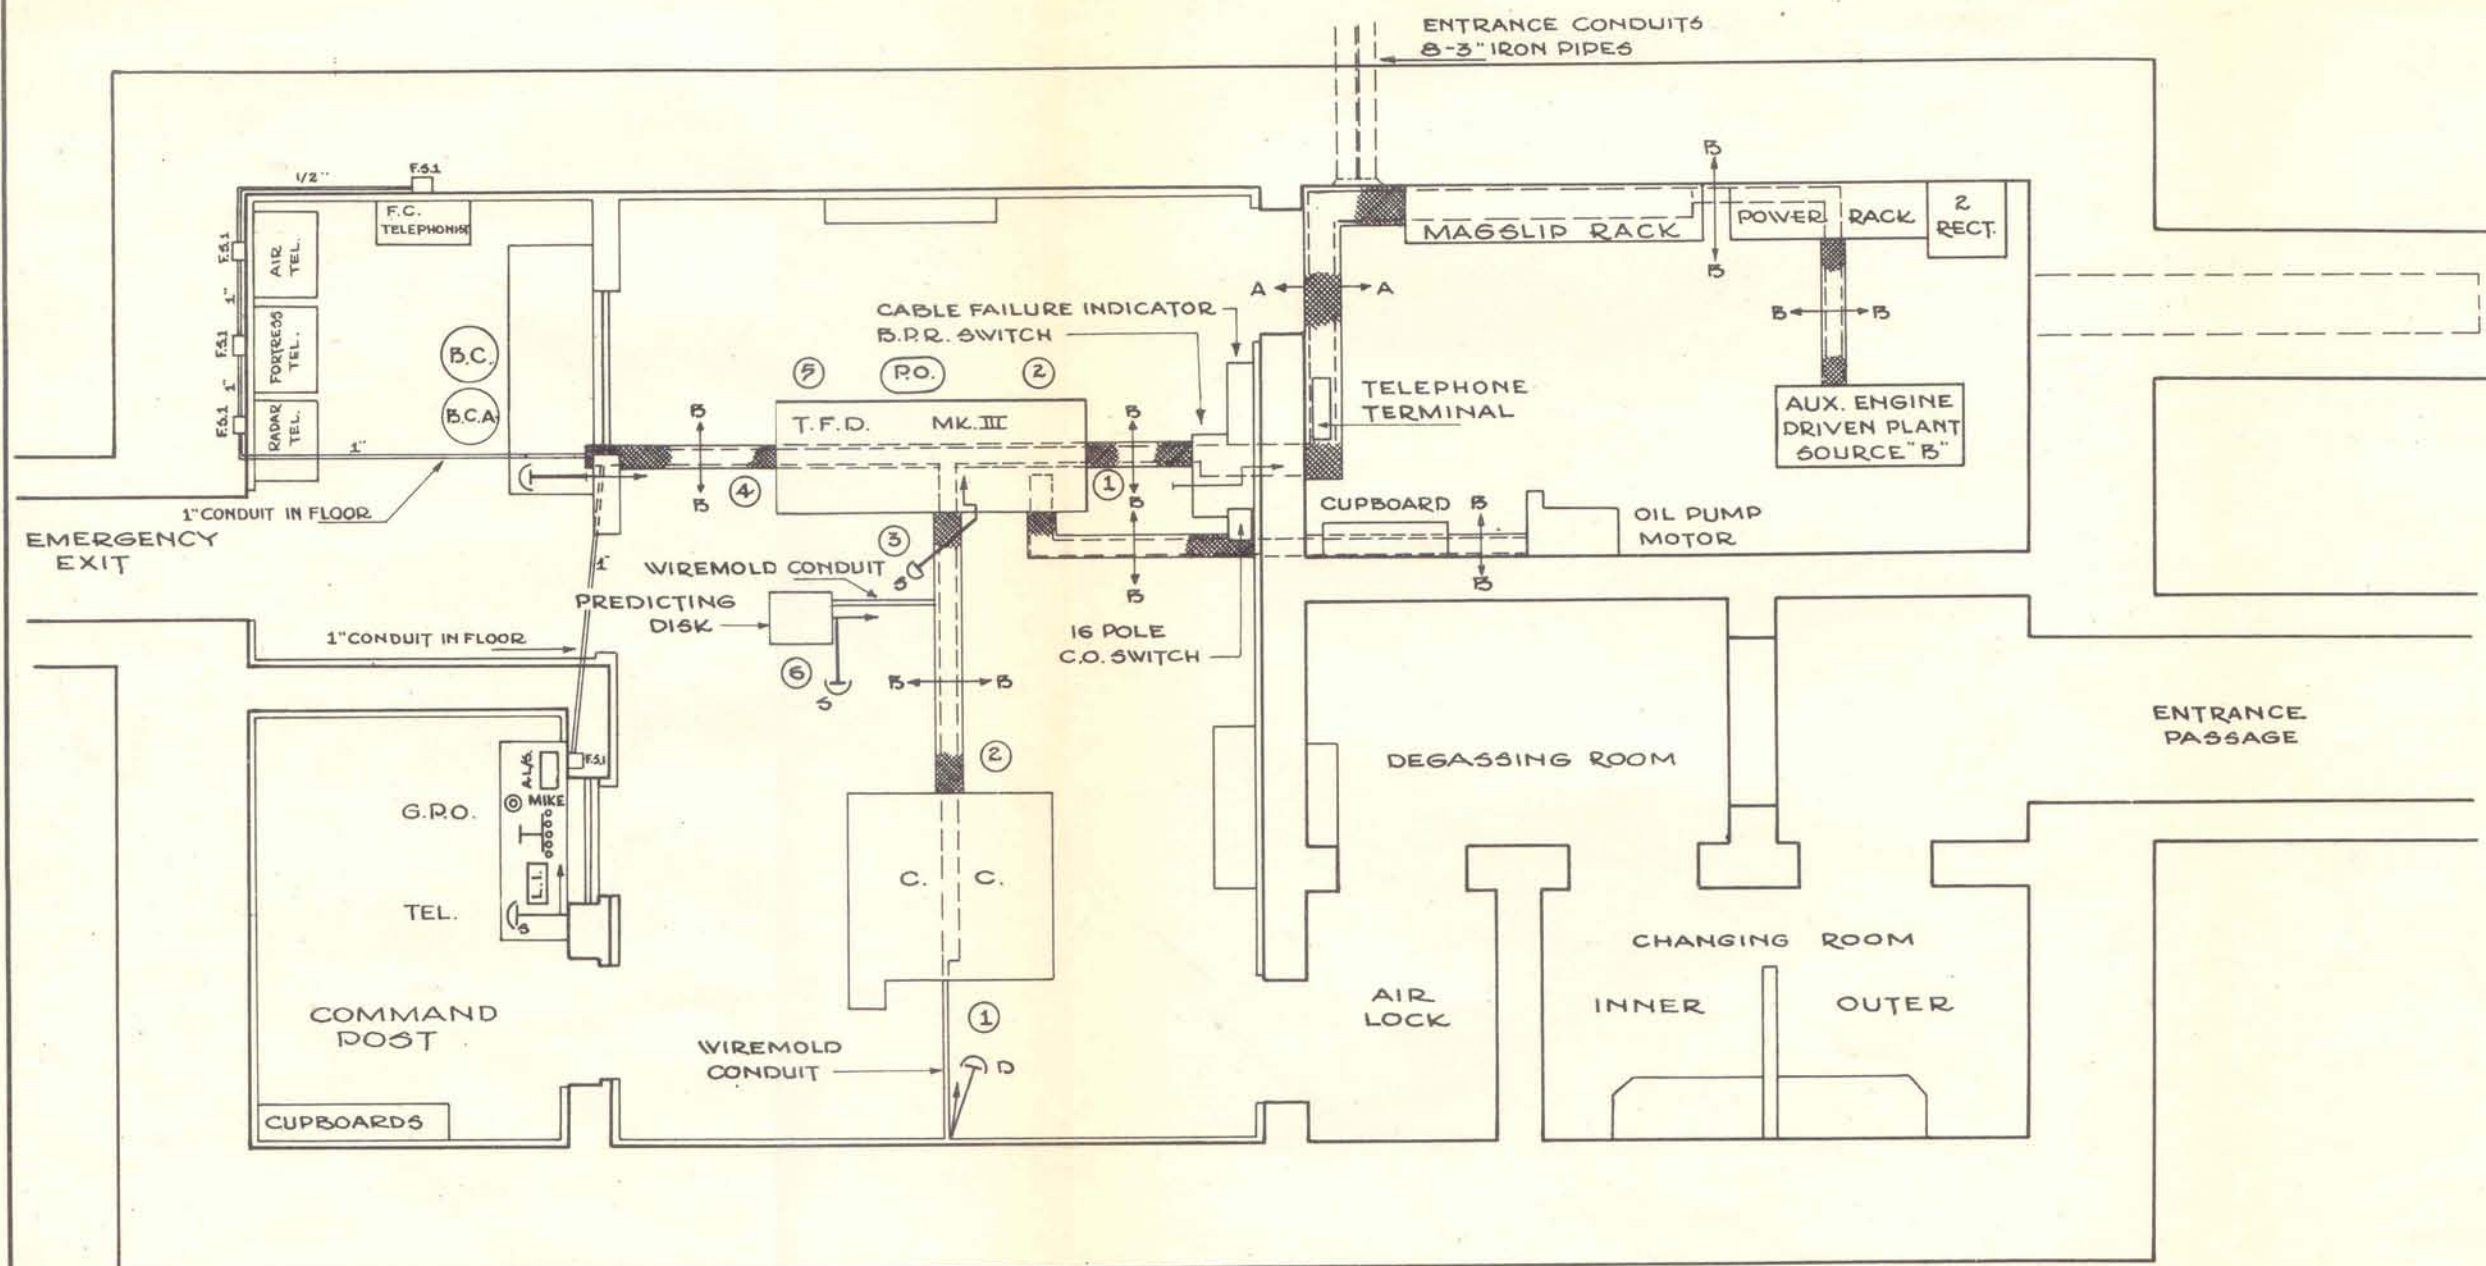 ENTRANCE CONDUITS
8-3" IRON PIPES
1/2"
F.S.1
F.C.
TELEPHONIST
F.S.1
AIR
TEL.
1"
F.S.1
FORTRESS
TEL.
1"
F.S.1
RADAR
TEL.
1"
1" CONDUIT IN FLOOR
EMERGENCY
EXIT
B.C.
B.C.A
B
MAGSLIP RACK
B
POWER RACK
2
RECT.
A
A
B
B
CABLE FAILURE INDICATOR
B.P.R. SWITCH
5
P.O.
2
T.F.D. MK. III
B
B
4
B
B
1
TELEPHONE
TERMINAL
AUX. ENGINE
DRIVEN PLANT
SOURCE "B"
CUPBOARD
B
B
OIL PUMP
MOTOR
3
S
B
B
WIREMOLD CONDUIT
PREDICTING
DISK
6
S
B
B
16 POLE
C.O. SWITCH
1"
1" CONDUIT IN FLOOR
2
F.S.1
A.L/S.
MIKE
G.P.O.
L.I.
TEL.
S
COMMAND
POST
CUPBOARDS
C. C.
1
WIREMOLD
CONDUIT
D
DEGASSING ROOM
ENTRANCE
PASSAGE
CHANGING ROOM
AIR
LOCK
INNER
OUTER